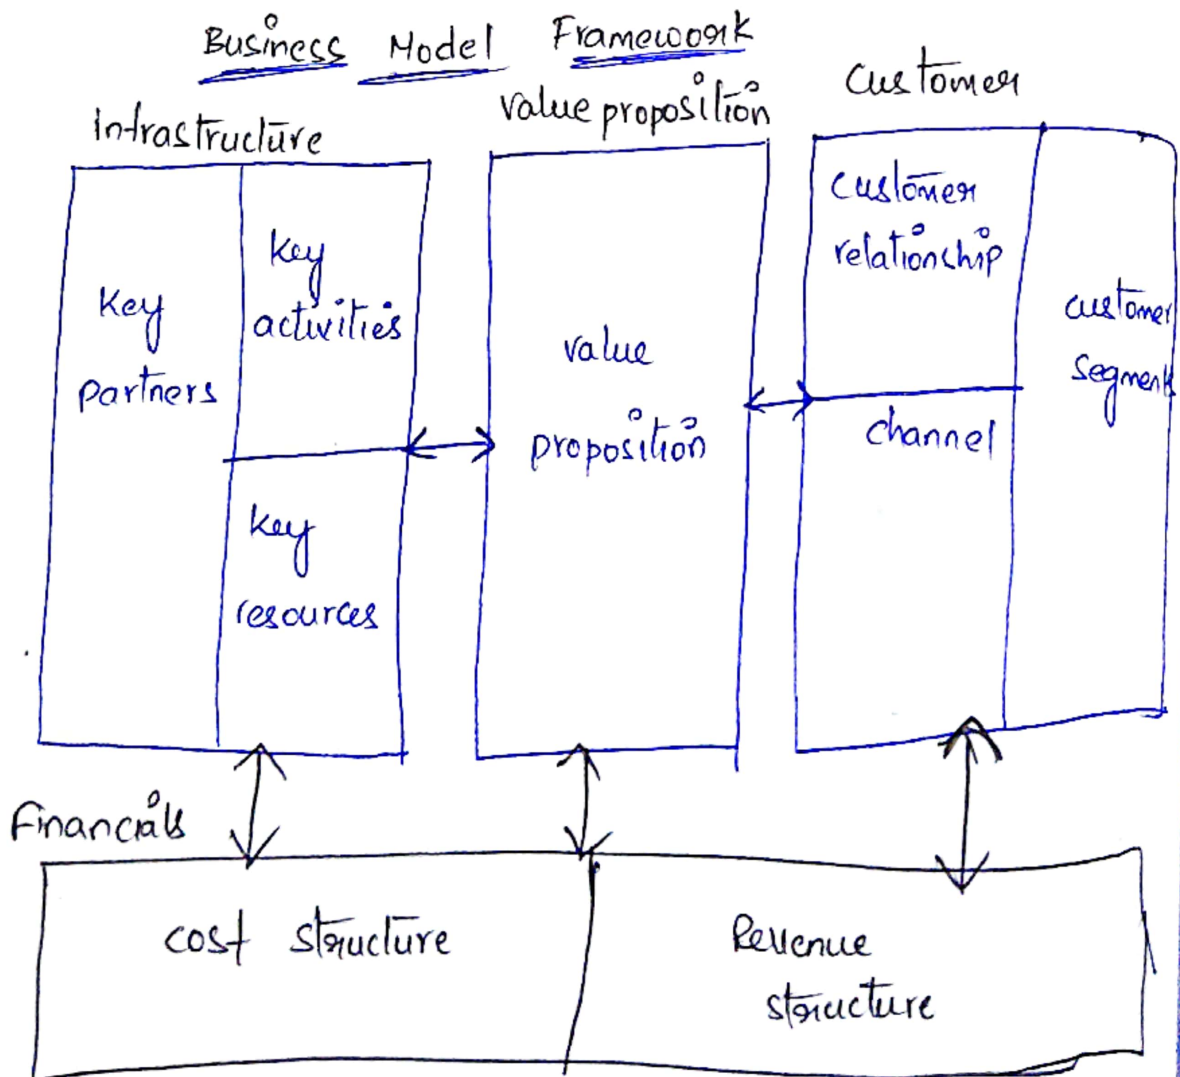 Business Model Framework
Infrastructure
value proposition
customer
key
partners
key
activities
key
resources
value
proposition
customer
relationship
channel
customer
segments
Financials
cost structure
Revenue
structure